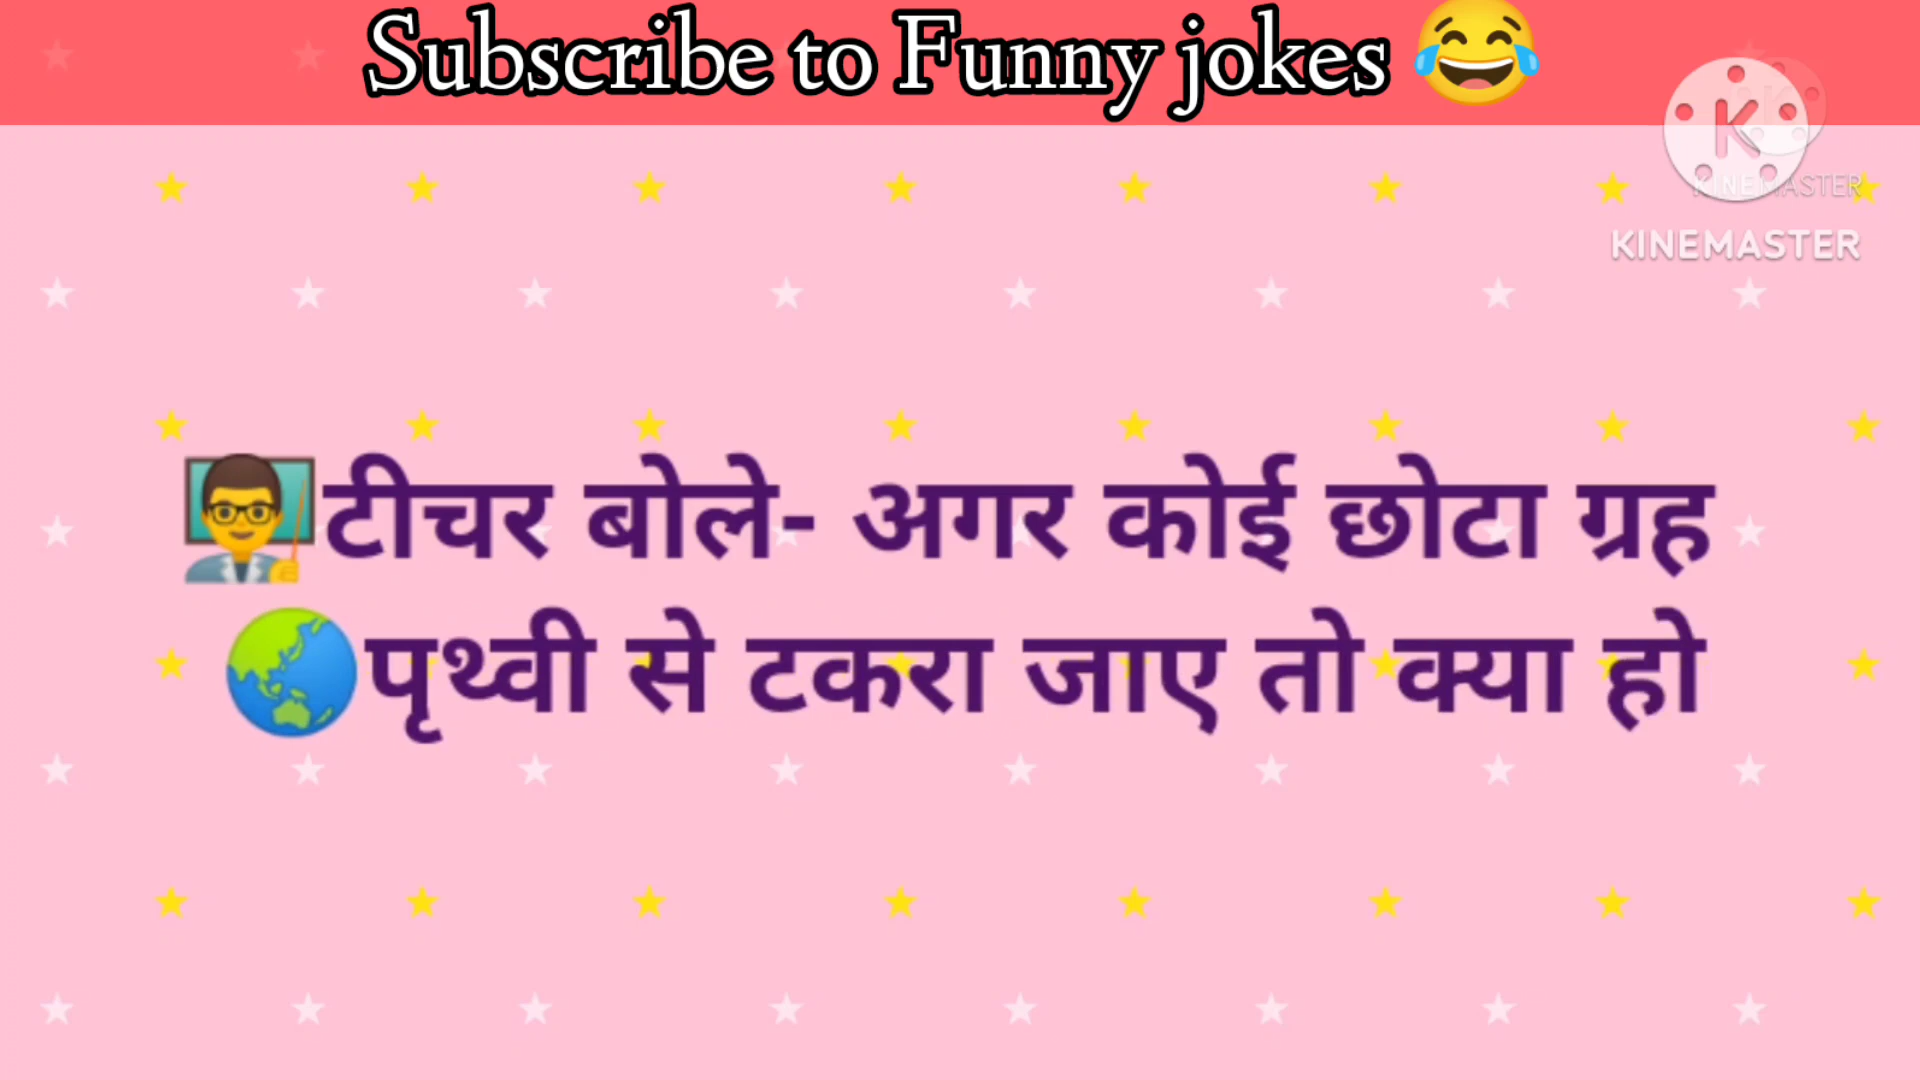 Subscribe to Funny jokes 😂
KINEMASTER
KINEMASTER
👨‍🏫टीचर बोले- अगर कोई छोटा ग्रह
🌏पृथ्वी से टकरा जाए तो क्या हो